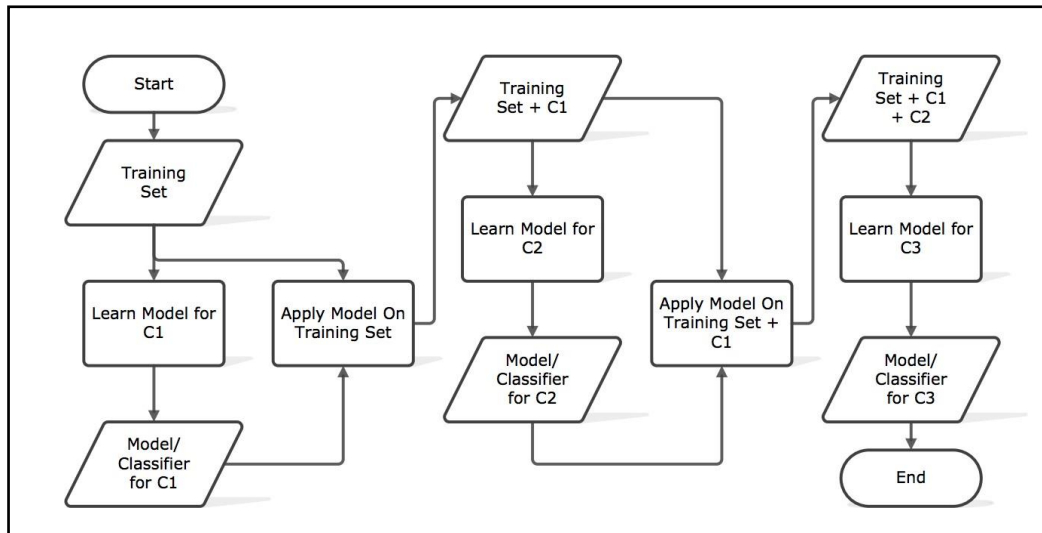 Start
Training
Set
Learn Model for
C1
Model/
Classifier
for C1
Apply Model On
Training Set
Training
Set + C1
Learn Model for
C2
Model/
Classifier
for C2
Apply Model On
Training Set +
C1
Training
Set + C1
+ C2
Learn Model for
C3
Model/
Classifier
for C3
End